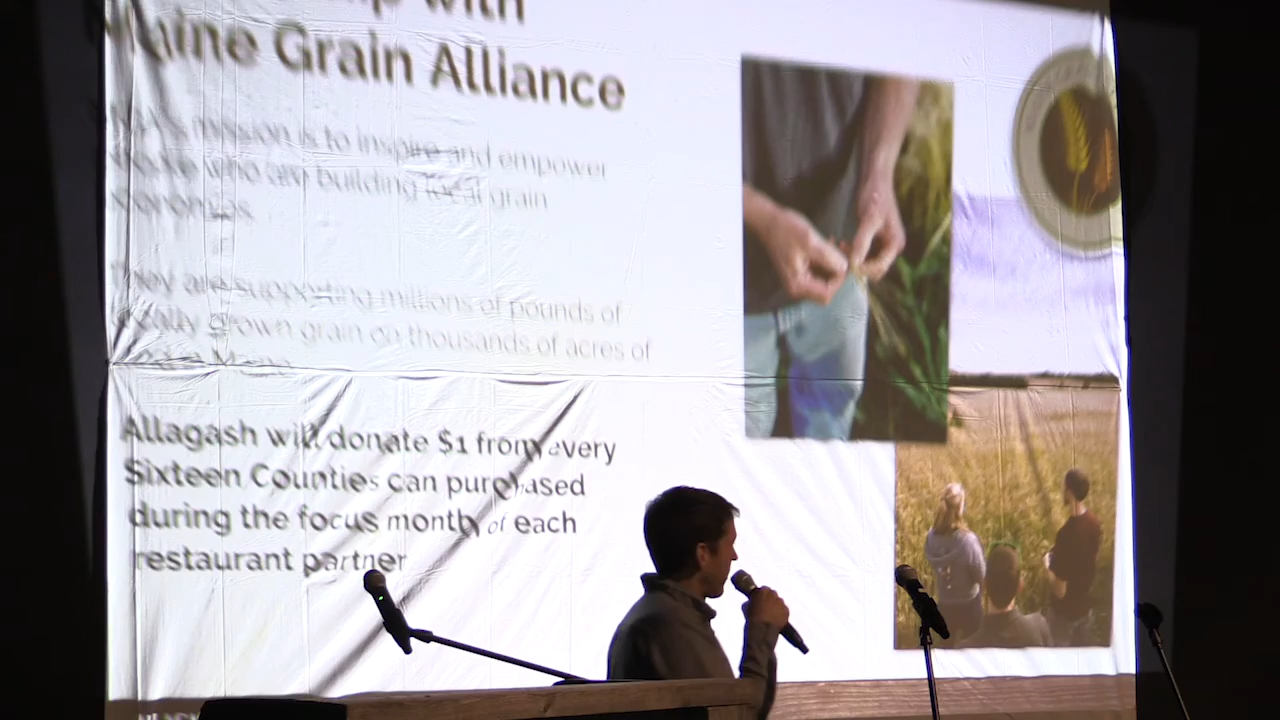 with
Maine Grain Alliance
mission is to inspire and empower
who are building local grain
They are supporting millions of pounds of
locally grown grain on thousands of acres of
Allagash will donate $1 from every
Sixteen Counties can purchased
during the focus month of each
restaurant partner